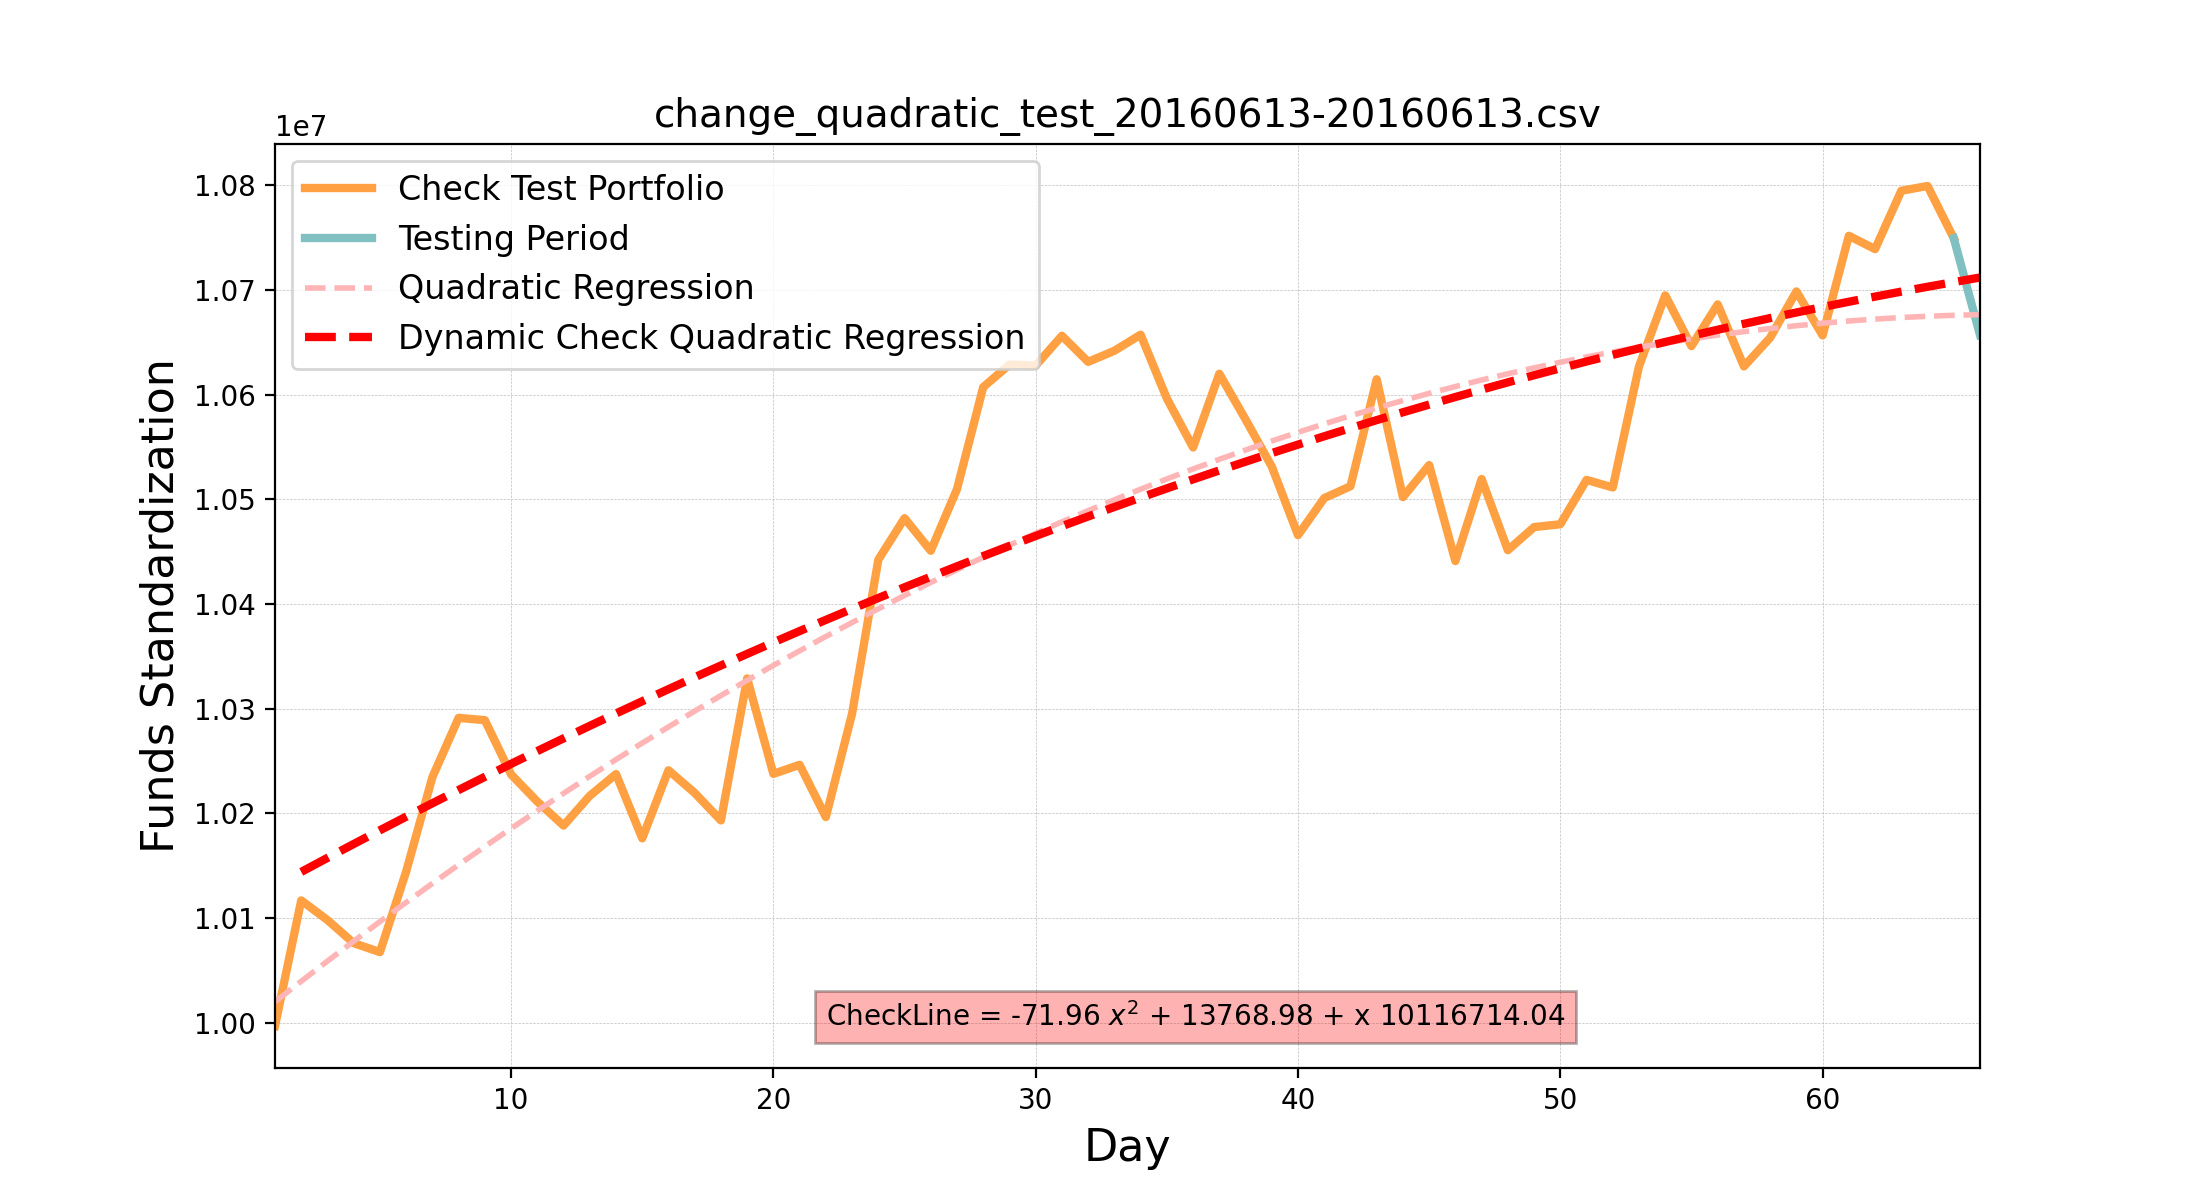 change_quadratic_test_20160613-20160613.csv
1e7
Check Test Portfolio
Testing Period
Quadratic Regression
Dynamic Check Quadratic Regression
1.08
1.07
1.06
1.05
1.04
1.03
1.02
1.01
1.00
Funds Standardization
CheckLine = -71.96 x² + 13768.98 + x 10116714.04
10 20 30 40 50 60
Day